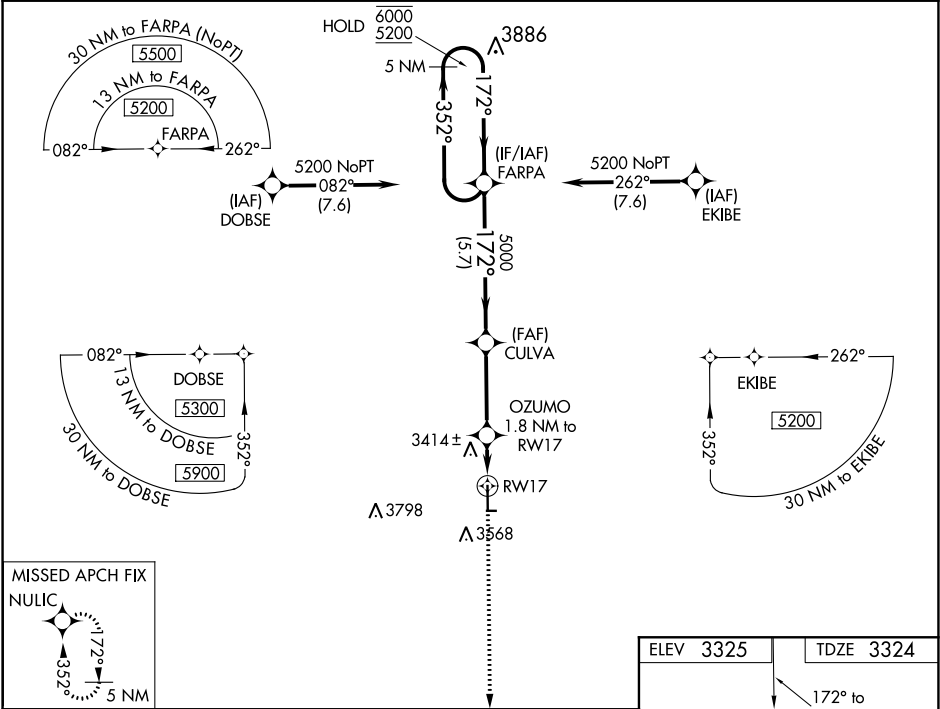 30 NM to FARPA (NoPT)
5500
13 NM to FARPA
5200
FARPA
082°
262°
HOLD
6000
5200
5 NM
3886
352°
172°
(IF/IAF)
FARPA
5200 NoPT
082°
(7.6)
(IAF)
DOBSE
5200 NoPT
262°
(7.6)
(IAF)
EKIBE
172°
5000
(5.7)
(FAF)
CULVA
082°
DOBSE
5300
13 NM to DOBSE
5900
30 NM to DOBSE
352°
262°
EKIBE
5200
352°
30 NM to EKIBE
OZUMO
1.8 NM to
RW17
3414 ±
RW17
3798
3568
MISSED APCH FIX
NULIC
172°
352°
5 NM
ELEV 3325
TDZE 3324
172° to